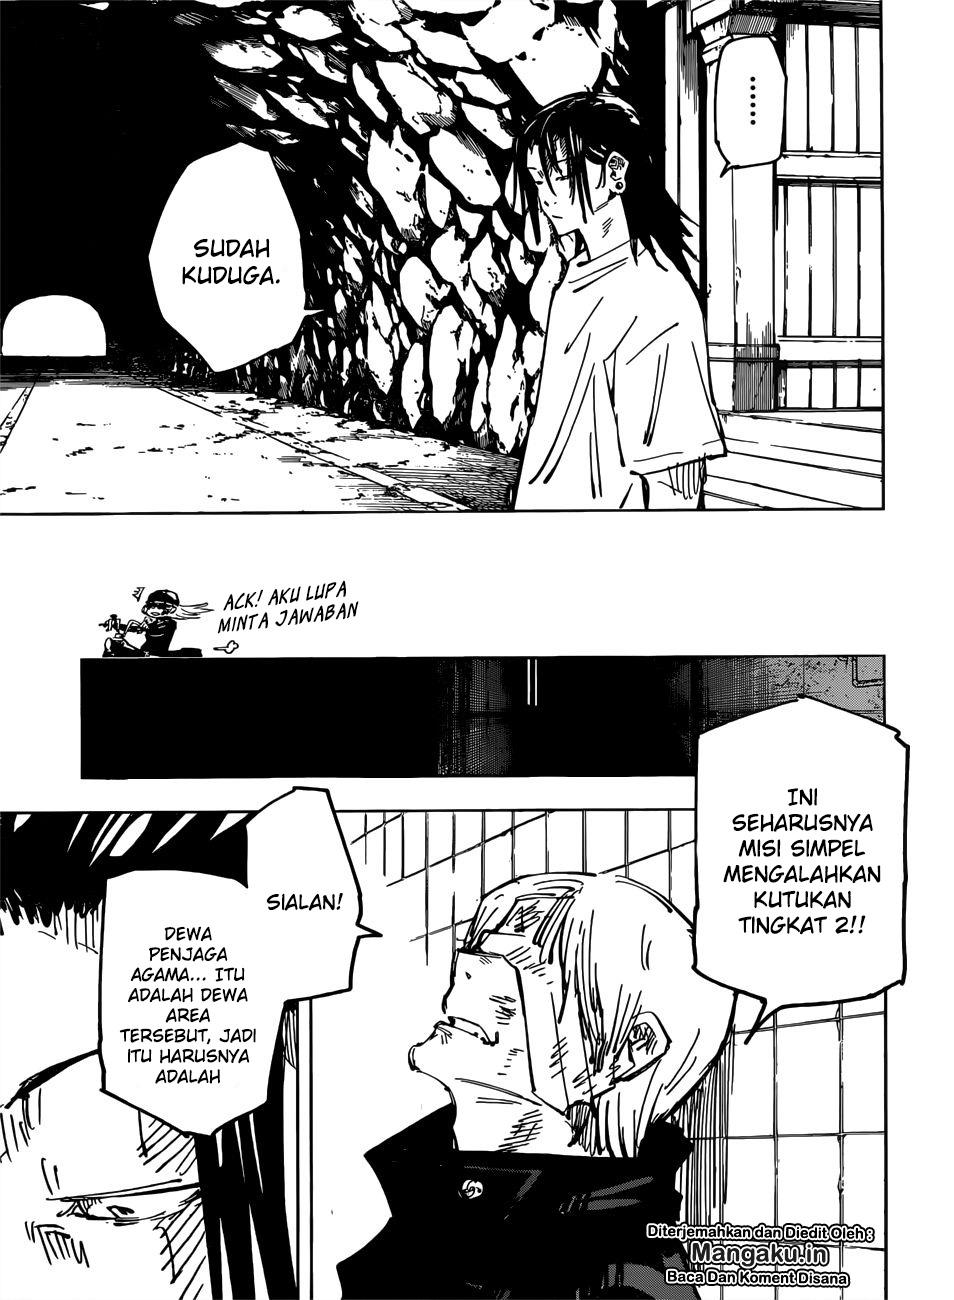 ........
SUDAH
KUDUGA.
ACK! AKU LUPA
MINTA JAWABAN
INI
SEHARUSNYA
MISI SIMPEL
MENGALAHKAN
KUTUKAN
TINGKAT 2!!
SIALAN!
DEWA
PENJAGA
AGAMA... ITU
ADALAH DEWA
AREA
TERSEBUT, JADI
ITU HARUSNYA
ADALAH
Diterjemahkan dan Diedit Oleh :
Mangaku.in
Baca Dan Koment Disana